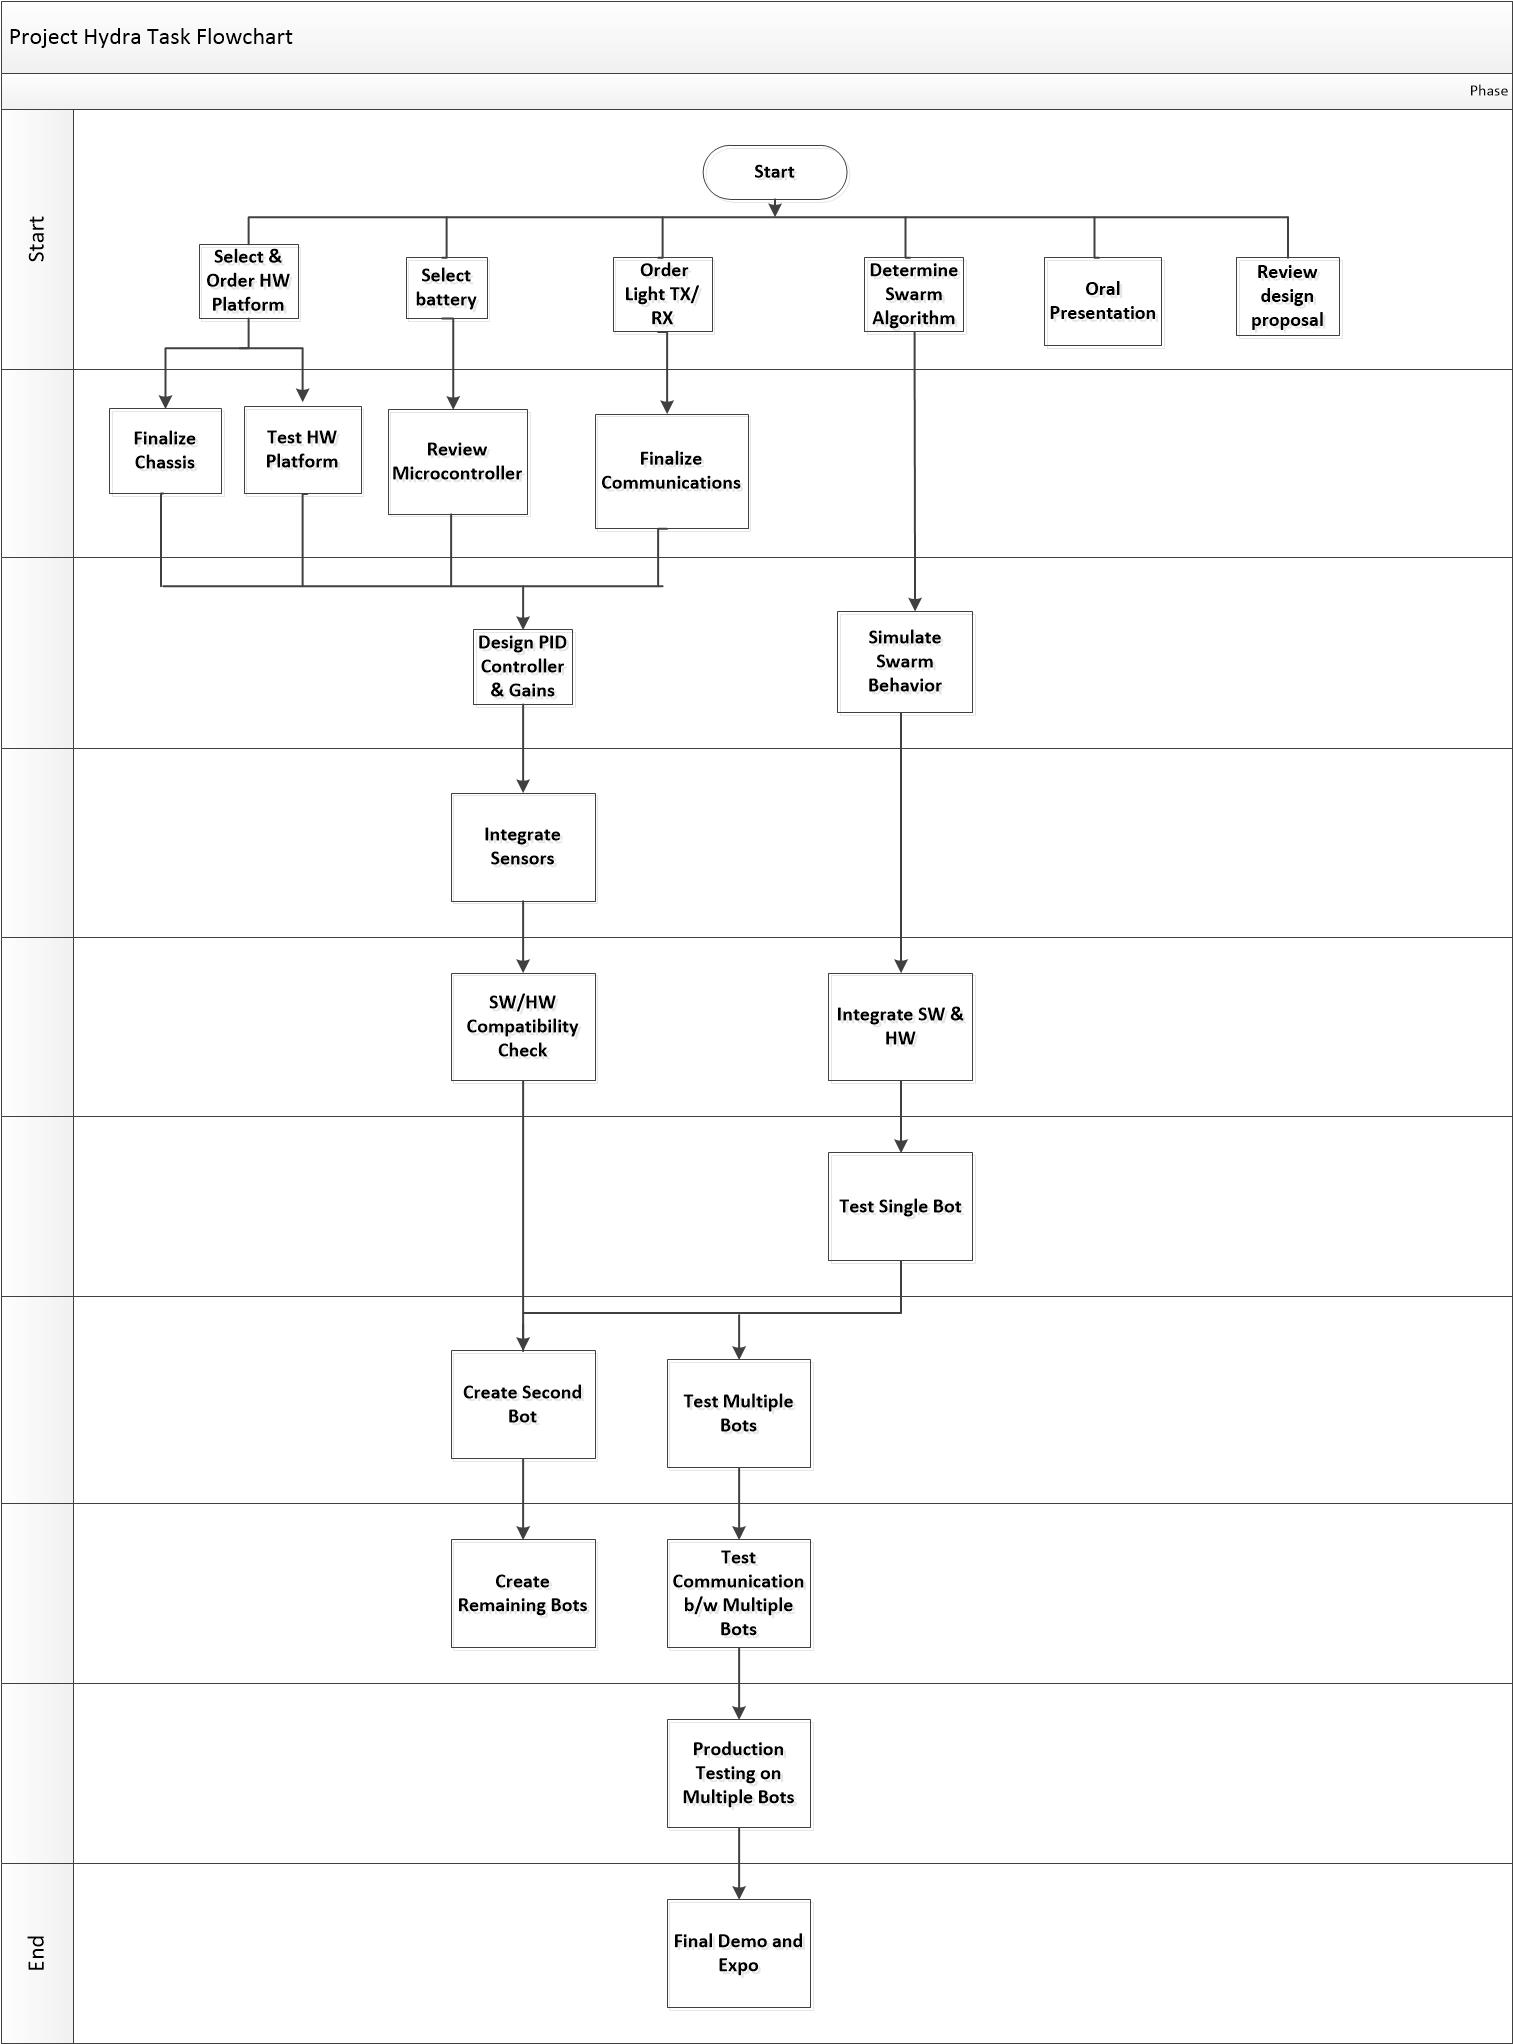 Project Hydra Task Flowchart
Phase
Start
Start
Select &
Order HW
Platform
Select
battery
Order
Light TX/
RX
Determine
Swarm
Algorithm
Oral
Presentation
Review
design
proposal
Finalize
Chassis
Test HW
Platform
Review
Microcontroller
Finalize
Communications
Design PID
Controller
& Gains
Simulate
Swarm
Behavior
Integrate
Sensors
SW/HW
Compatibility
Check
Integrate SW &
HW
Test Single Bot
Create Second
Bot
Test Multiple
Bots
Create
Remaining Bots
Test
Communication
b/w Multiple
Bots
Production
Testing on
Multiple Bots
End
Final Demo and
Expo